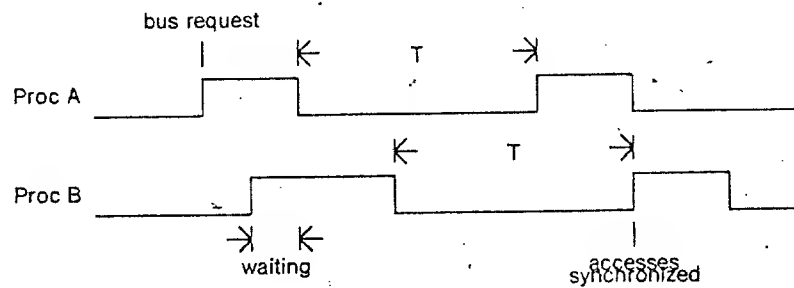 bus request
T
Proc A
T
Proc B
waiting
accesses
synchronized